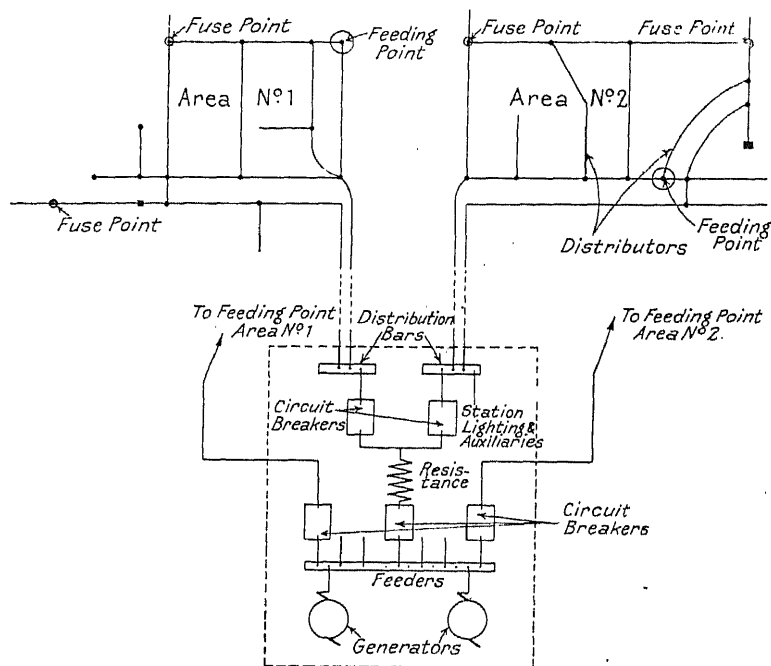 Fuse Point
Feeding
Point
Fuse Point
Fuse Point
Area
Nº1
Area
Nº2
Fuse Point
Distributors
Feeding
Point
To Feeding Point
Area Nº1
Distribution
Bars
To Feeding Point
Area Nº2.
Circuit
Breakers
Station
Lighting &
Auxiliaries
Resis-
tance
Circuit
Breakers
Feeders
Generators